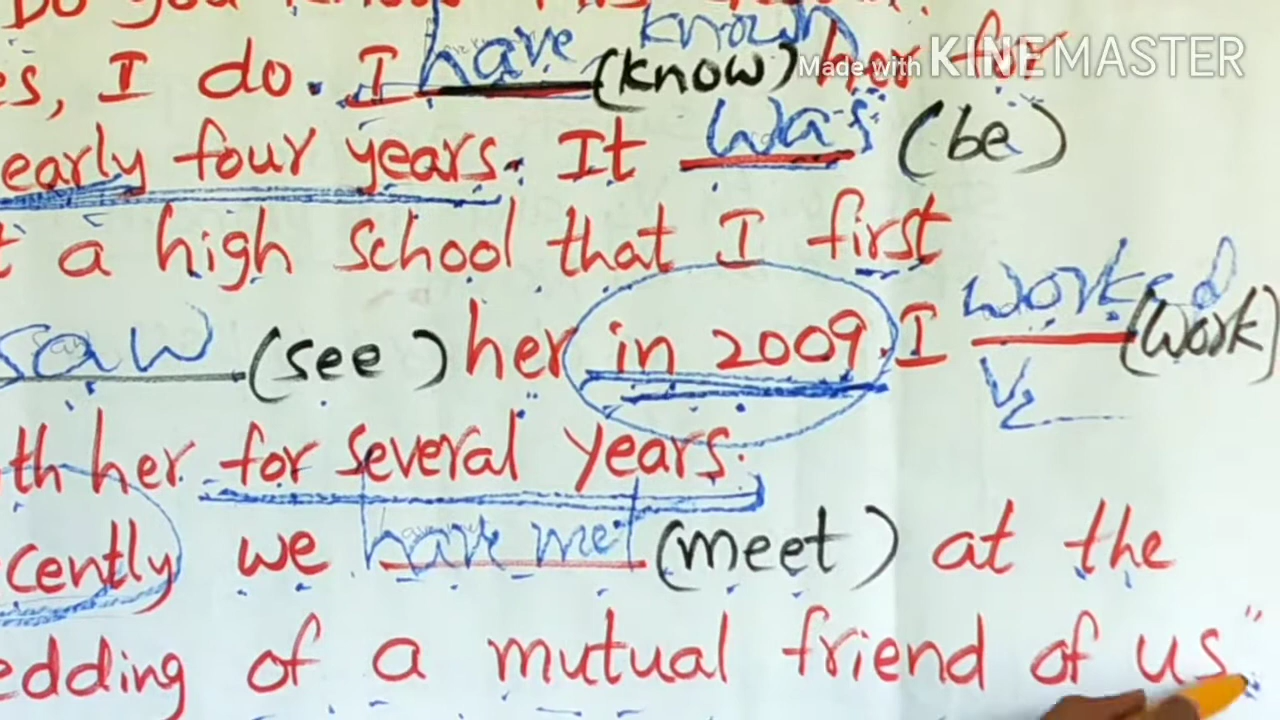 es, I do. I have known (know) her for
early four years. It was (be)
t a high school that I first
saw (see) her in 2009. I worked (work)
V2
th her for several years.
cently we have met (meet) at the
edding of a mutual friend of us"
Made with KINEMASTER